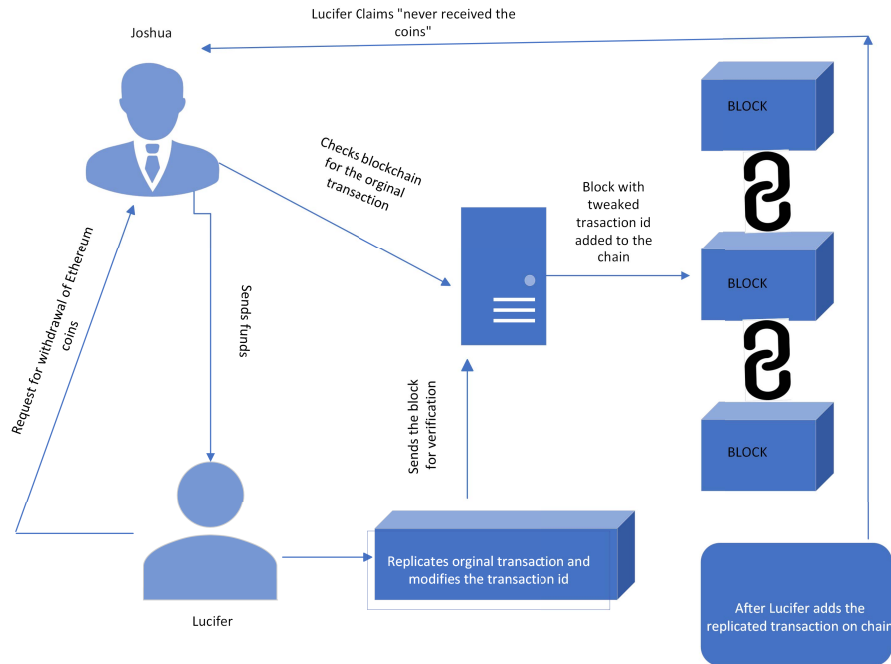 Lucifer Claims "never received the
coins"
Joshua
BLOCK
Checks blockchain
for the orginal
transaction
Block with
tweaked
trasaction id
added to the
chain
BLOCK
Request for withdrawal of Ethereum
coins
Sends funds
Sends the block
for verification
BLOCK
Replicates orginal transaction and
modifies the transaction id
Lucifer
After Lucifer adds the
replicated transaction on chain